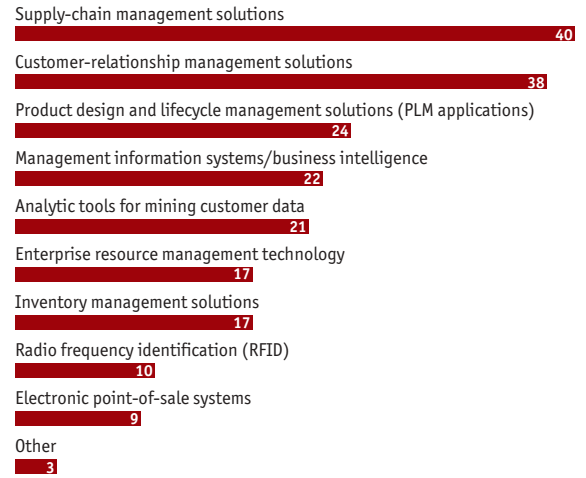 Supply-chain management solutions
40
Customer-relationship management solutions
38
Product design and lifecycle management solutions (PLM applications)
24
Management information systems/business intelligence
22
Analytic tools for mining customer data
21
Enterprise resource management technology
17
Inventory management solutions
17
Radio frequency identification (RFID)
10
Electronic point-of-sale systems
9
Other
3